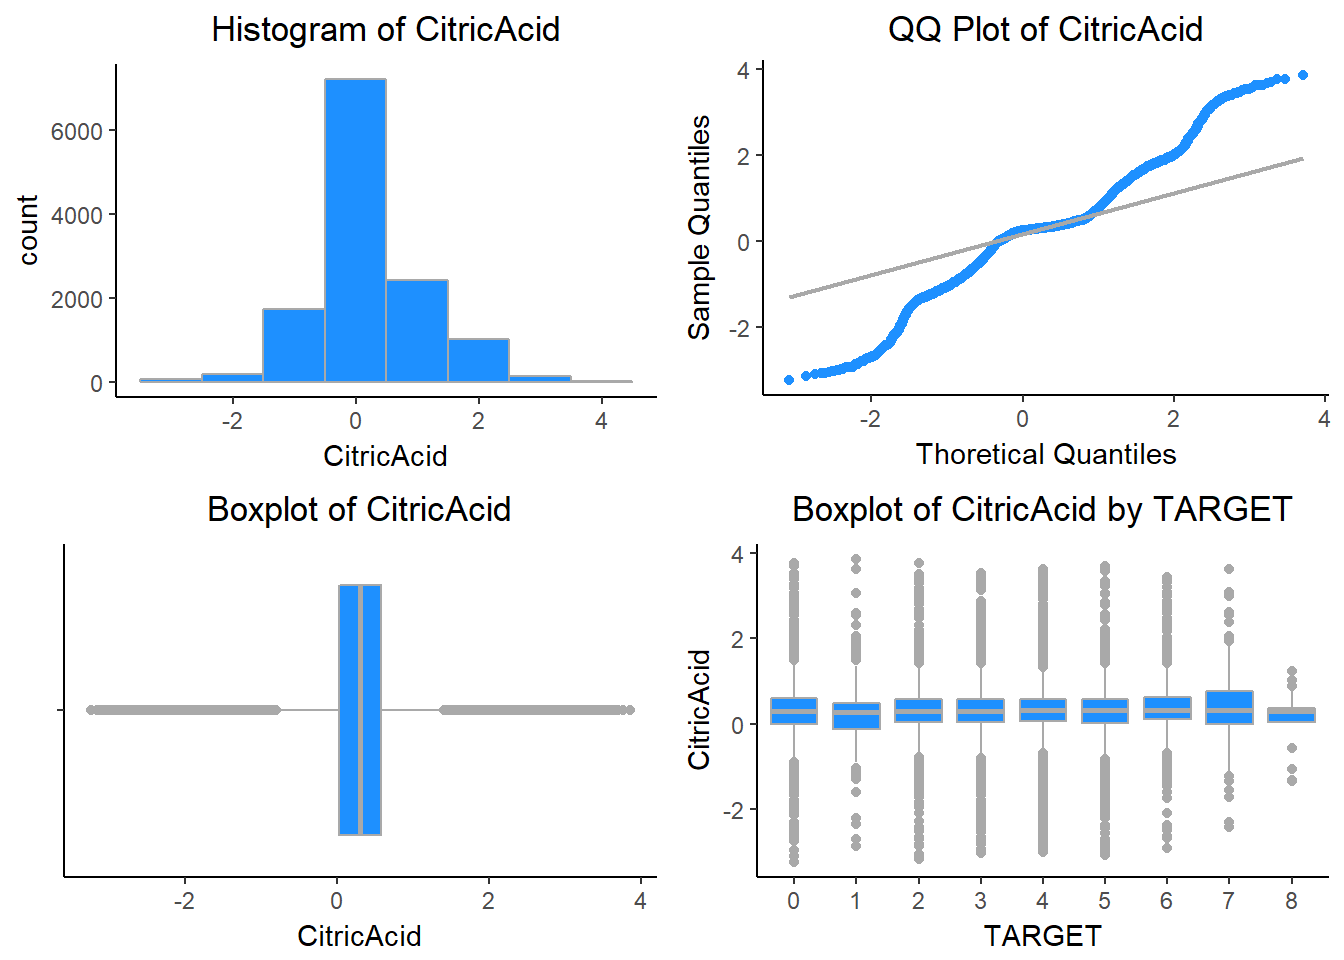 Histogram of CitricAcid
count
6000
4000
2000
0
-2 0 2 4
CitricAcid
QQ Plot of CitricAcid
Sample Quantiles
4
2
0
-2
-2 0 2 4
Thoretical Quantiles
Boxplot of CitricAcid
-2 0 2 4
CitricAcid
Boxplot of CitricAcid by TARGET
CitricAcid
4
2
0
-2
0 1 2 3 4 5 6 7 8
TARGET